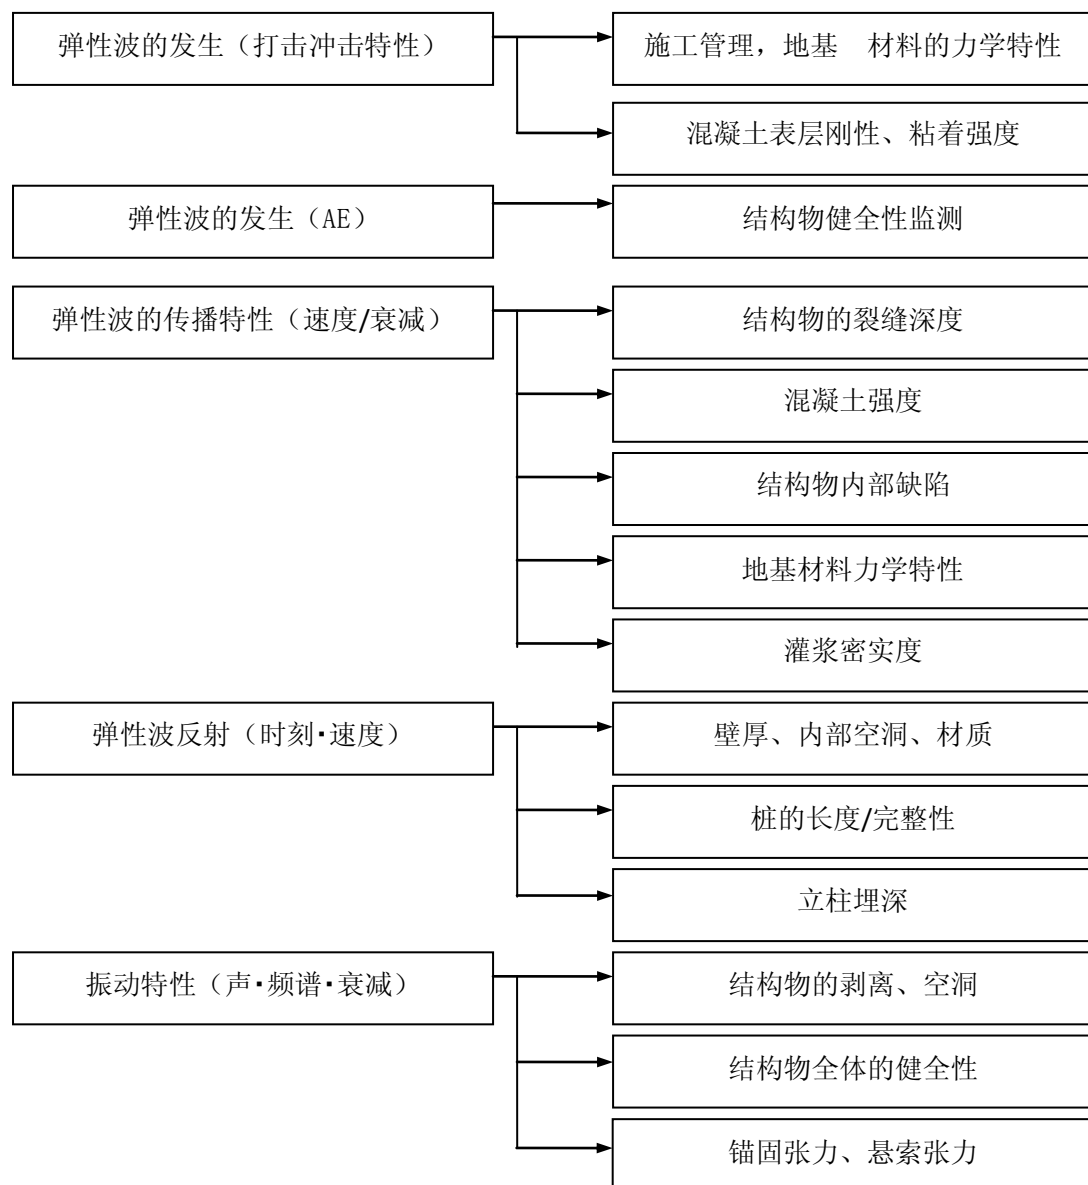 弹性波的发生（打击冲击特性）
施工管理，地基　材料的力学特性
混凝土表层刚性、粘着强度
弹性波的发生（AE）
结构物健全性监测
弹性波的传播特性（速度/衰减）
结构物的裂缝深度
混凝土强度
结构物内部缺陷
地基材料力学特性
灌浆密实度
弹性波反射（时刻▪速度）
壁厚、内部空洞、材质
桩的长度/完整性
立柱埋深
振动特性（声▪频谱▪衰减）
结构物的剥离、空洞
结构物全体的健全性
锚固张力、悬索张力